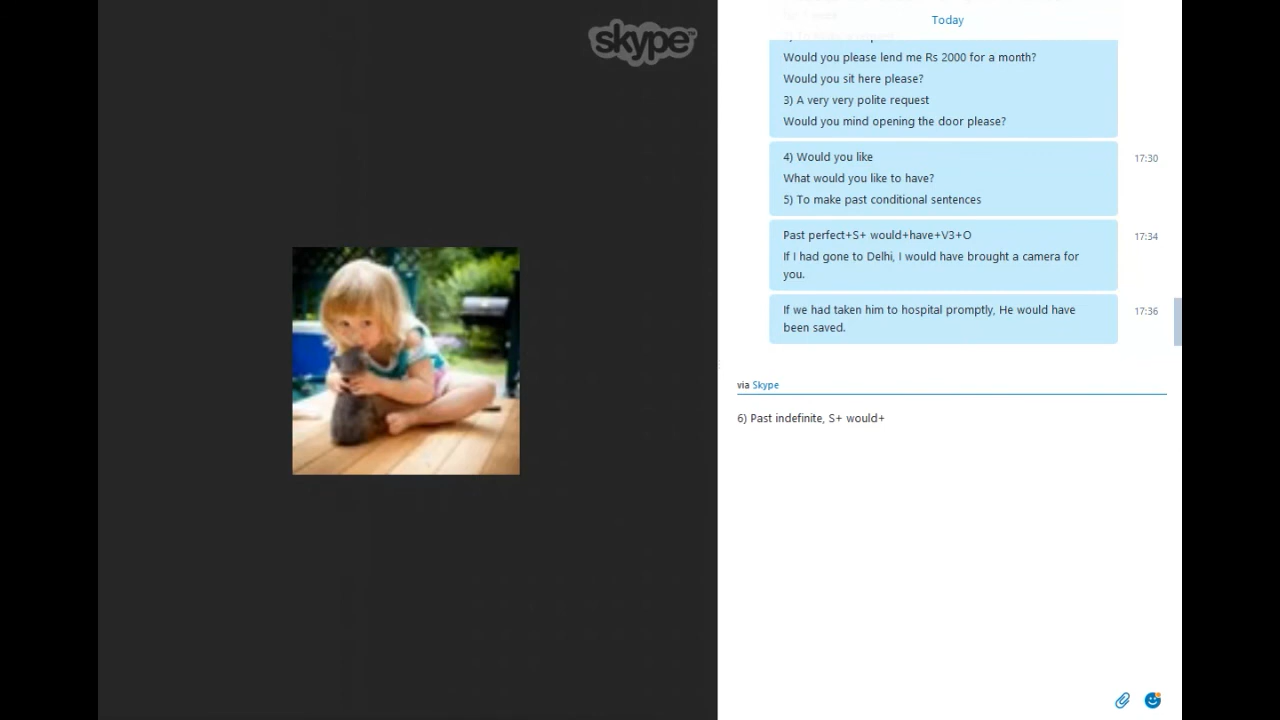 skype™
Today
Would you please lend me Rs 2000 for a month?
Would you sit here please?
3) A very very polite request
Would you mind opening the door please?
4) Would you like
17:30
What would you like to have?
5) To make past conditional sentences
Past perfect+S+ would+have+V3+O
17:34
If I had gone to Delhi, I would have brought a camera for
you.
If we had taken him to hospital promptly, He would have
17:36
been saved.
via Skype
6) Past indefinite, S+ would+